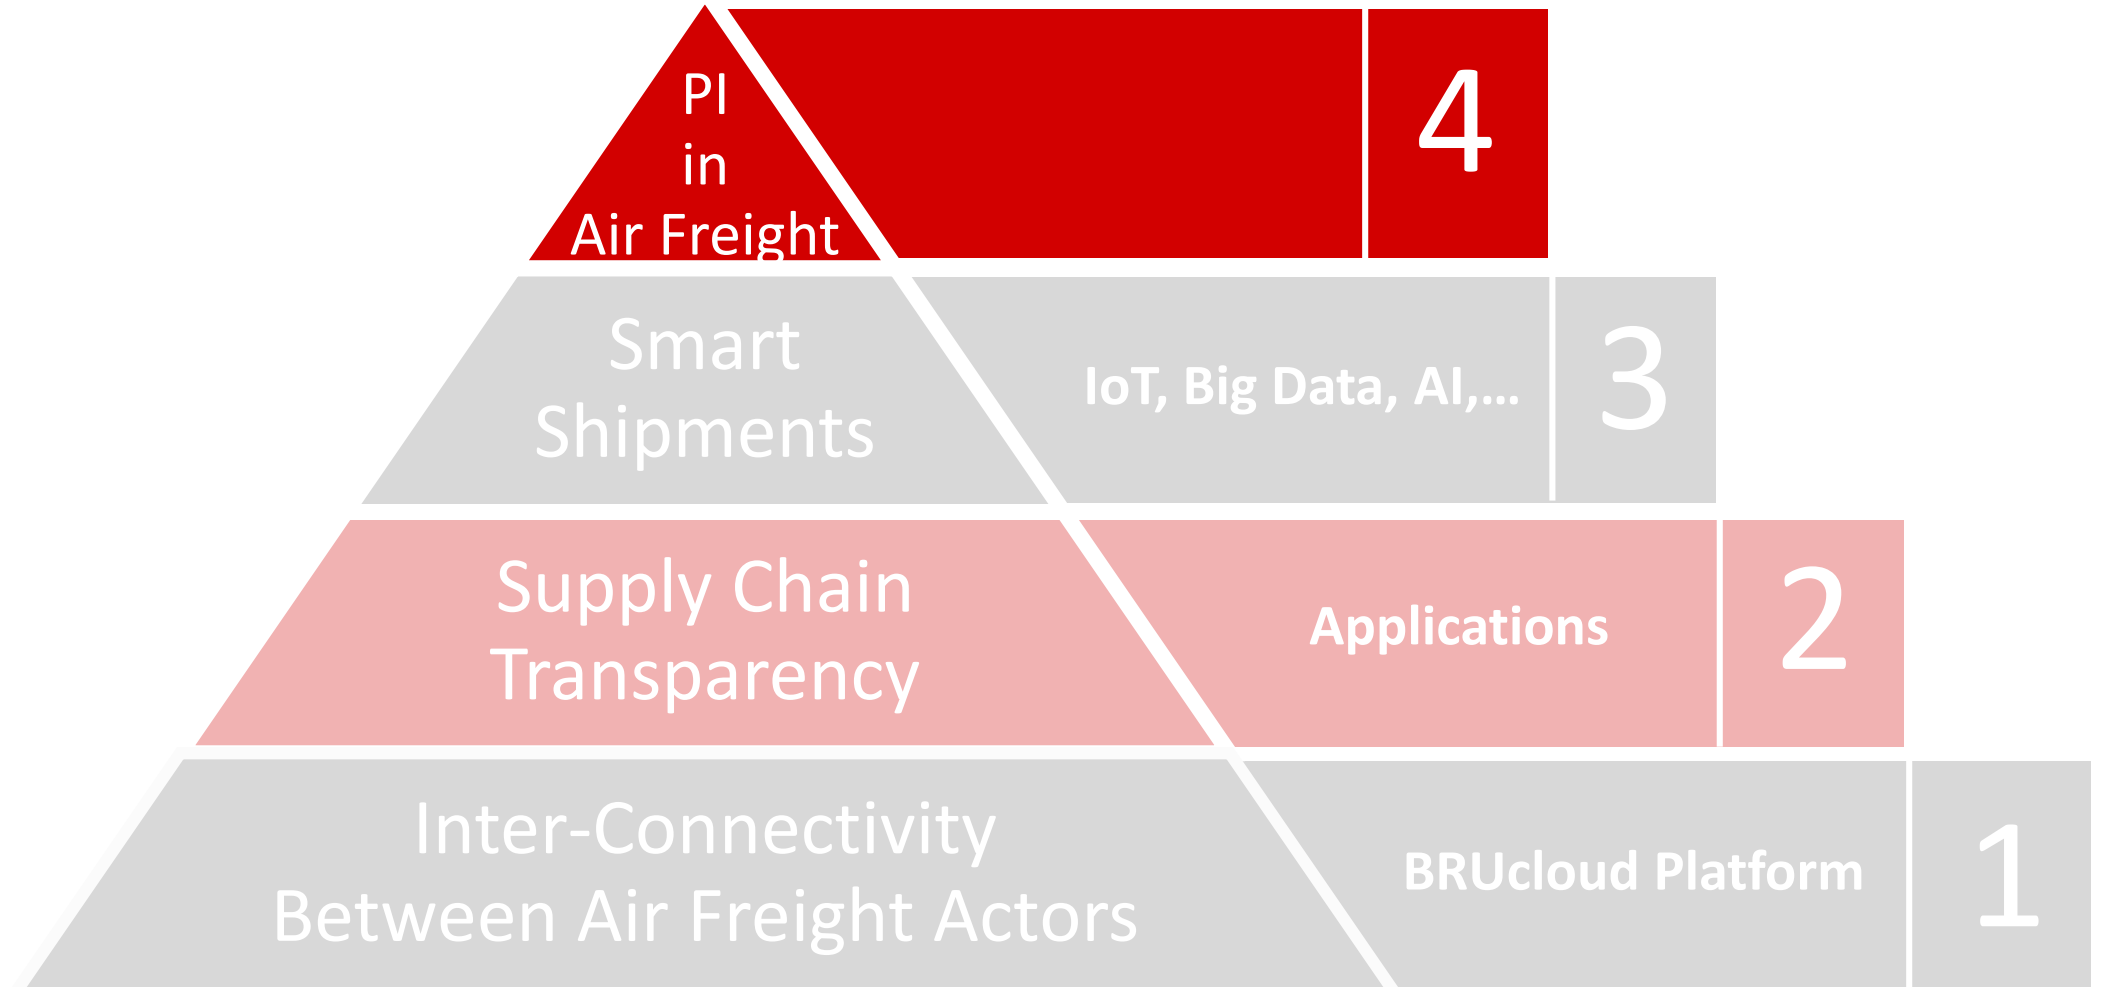 PI
in
Air Freight
4
Smart
Shipments
IoT, Big Data, AI,...
3
Supply Chain
Transparency
Applications
2
Inter-Connectivity
Between Air Freight Actors
BRUcloud Platform
1